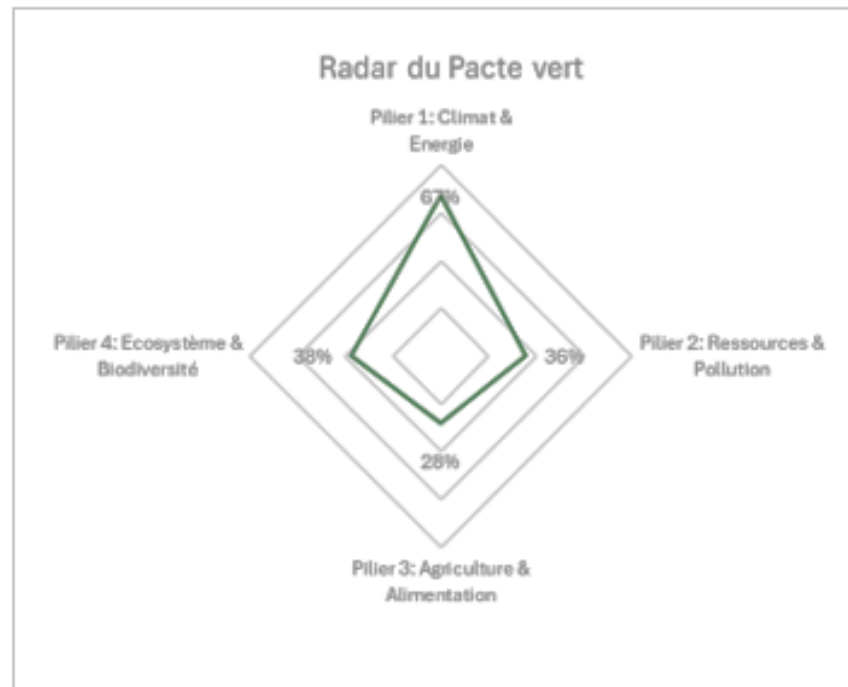 Radar du Pacte vert
Pilier 1: Climat &
Energie
67%
Pilier 4: Ecosystème &
Biodiversité
38%
36%
Pilier 2: Ressources &
Pollution
28%
Pilier 3: Agriculture &
Alimentation